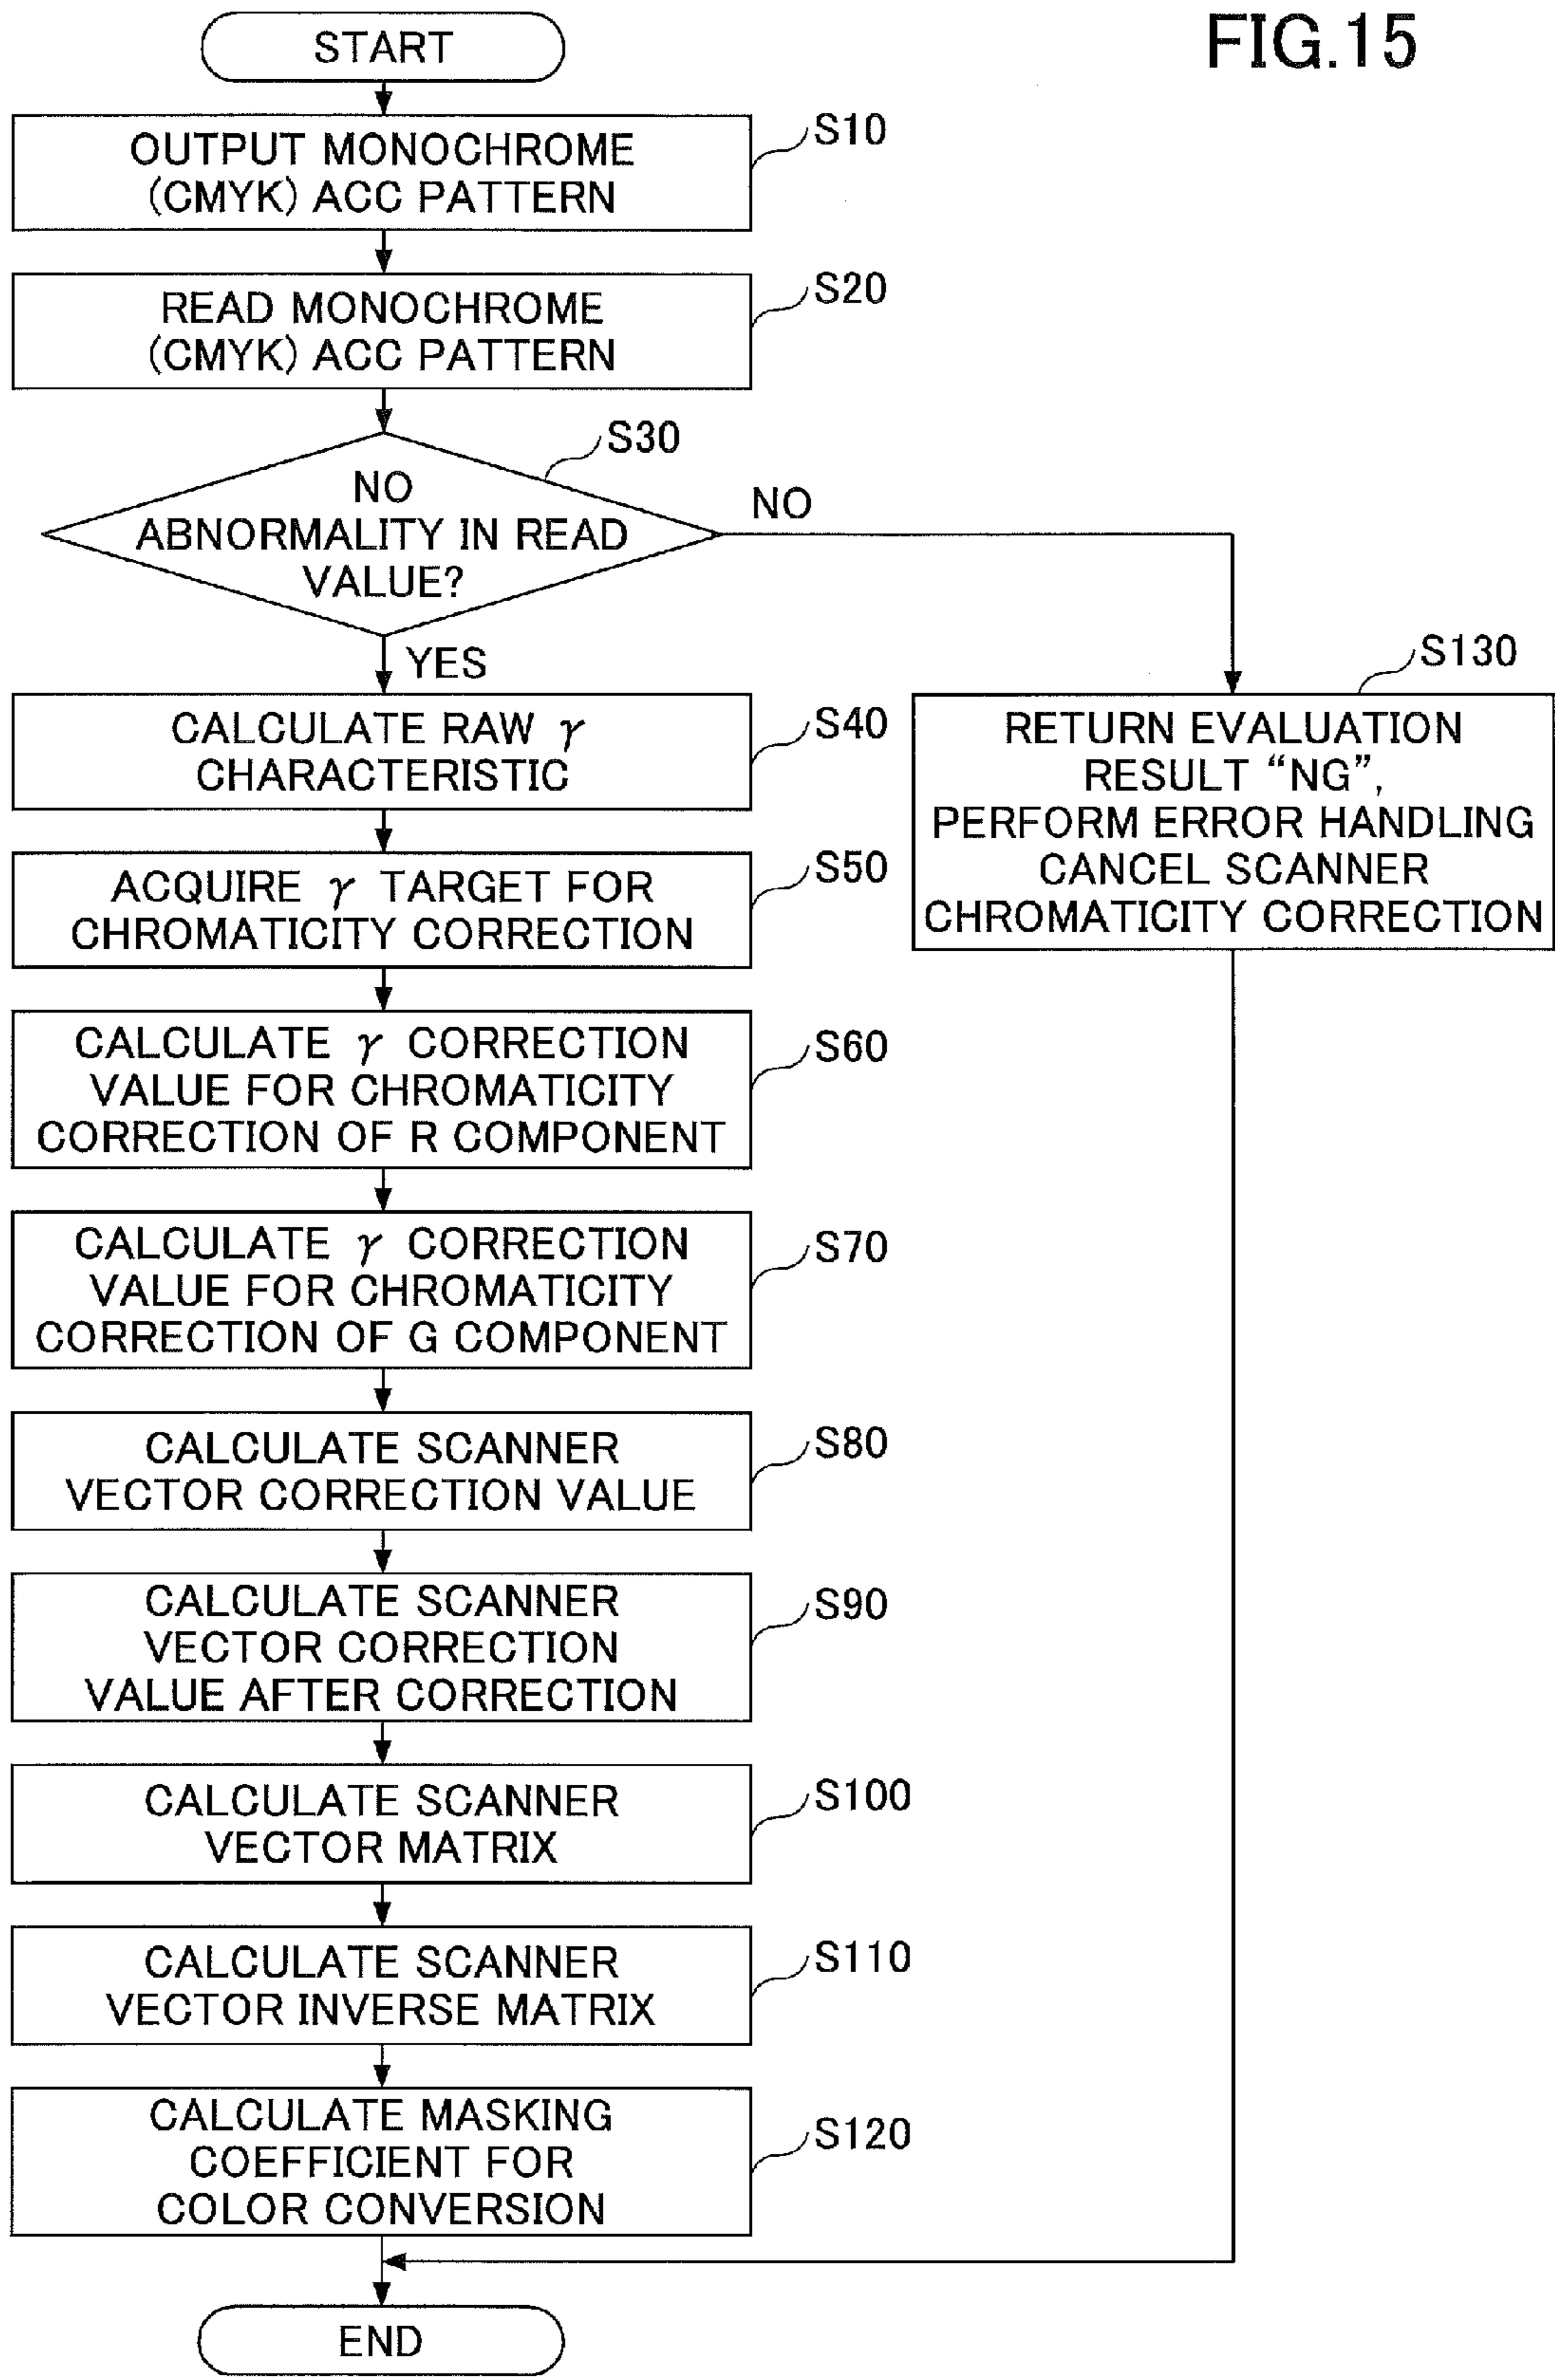 FIG.15
START
OUTPUT MONOCHROME
(CMYK) ACC PATTERN
S10
READ MONOCHROME
(CMYK) ACC PATTERN
S20
S30
NO
ABNORMALITY IN READ
VALUE?
NO
YES
CALCULATE RAW γ
CHARACTERISTIC
S40
ACQUIRE γ TARGET FOR
CHROMATICITY CORRECTION
S50
CALCULATE γ CORRECTION
VALUE FOR CHROMATICITY
CORRECTION OF R COMPONENT
S60
CALCULATE γ CORRECTION
VALUE FOR CHROMATICITY
CORRECTION OF G COMPONENT
S70
CALCULATE SCANNER
VECTOR CORRECTION VALUE
S80
CALCULATE SCANNER
VECTOR CORRECTION
VALUE AFTER CORRECTION
S90
CALCULATE SCANNER
VECTOR MATRIX
S100
CALCULATE SCANNER
VECTOR INVERSE MATRIX
S110
CALCULATE MASKING
COEFFICIENT FOR
COLOR CONVERSION
S120
S130
RETURN EVALUATION
RESULT “NG”,
PERFORM ERROR HANDLING
CANCEL SCANNER
CHROMATICITY CORRECTION
END